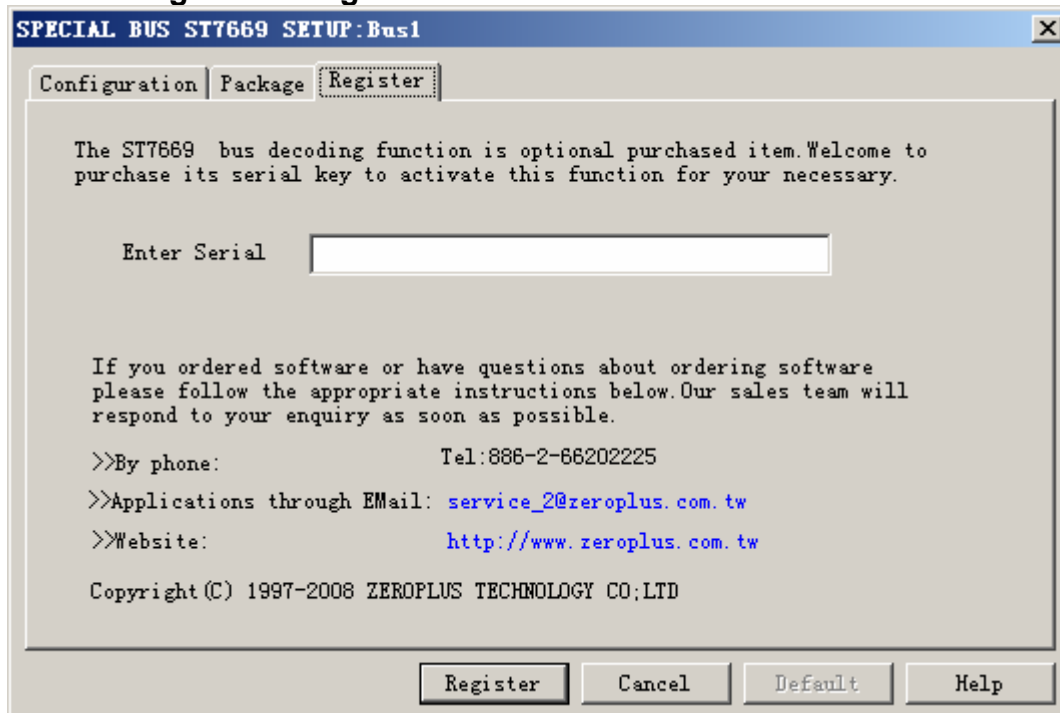 SPECIAL BUS ST7669 SETUP:Bus1
Configuration Package Register
The ST7669 bus decoding function is optional purchased item.Welcome to
purchase its serial key to activate this function for your necessary.
Enter Serial
If you ordered software or have questions about ordering software
please follow the appropriate instructions below.Our sales team will
respond to your enquiry as soon as possible.
>>By phone: Tel:886-2-66202225
>>Applications through EMail: service_2@zeroplus.com.tw
>>Website: http://www.zeroplus.com.tw
Copyright(C) 1997-2008 ZEROPLUS TECHNOLOGY CO;LTD
Register Cancel Default Help